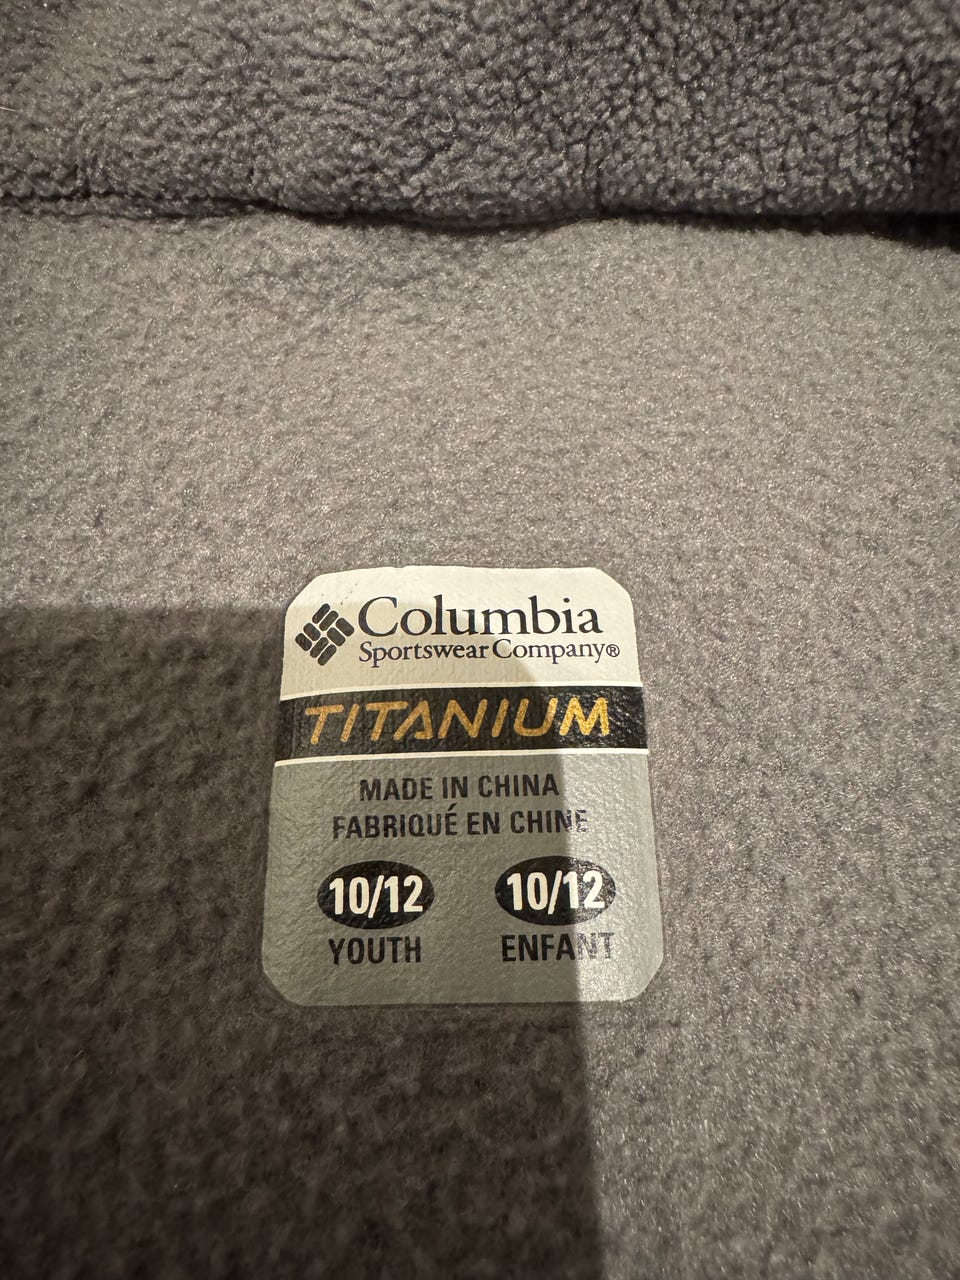 Columbia
Sportswear Company®
TITANIUM
MADE IN CHINA
FABRIQUÉ EN CHINE
10/12 10/12
YOUTH ENFANT